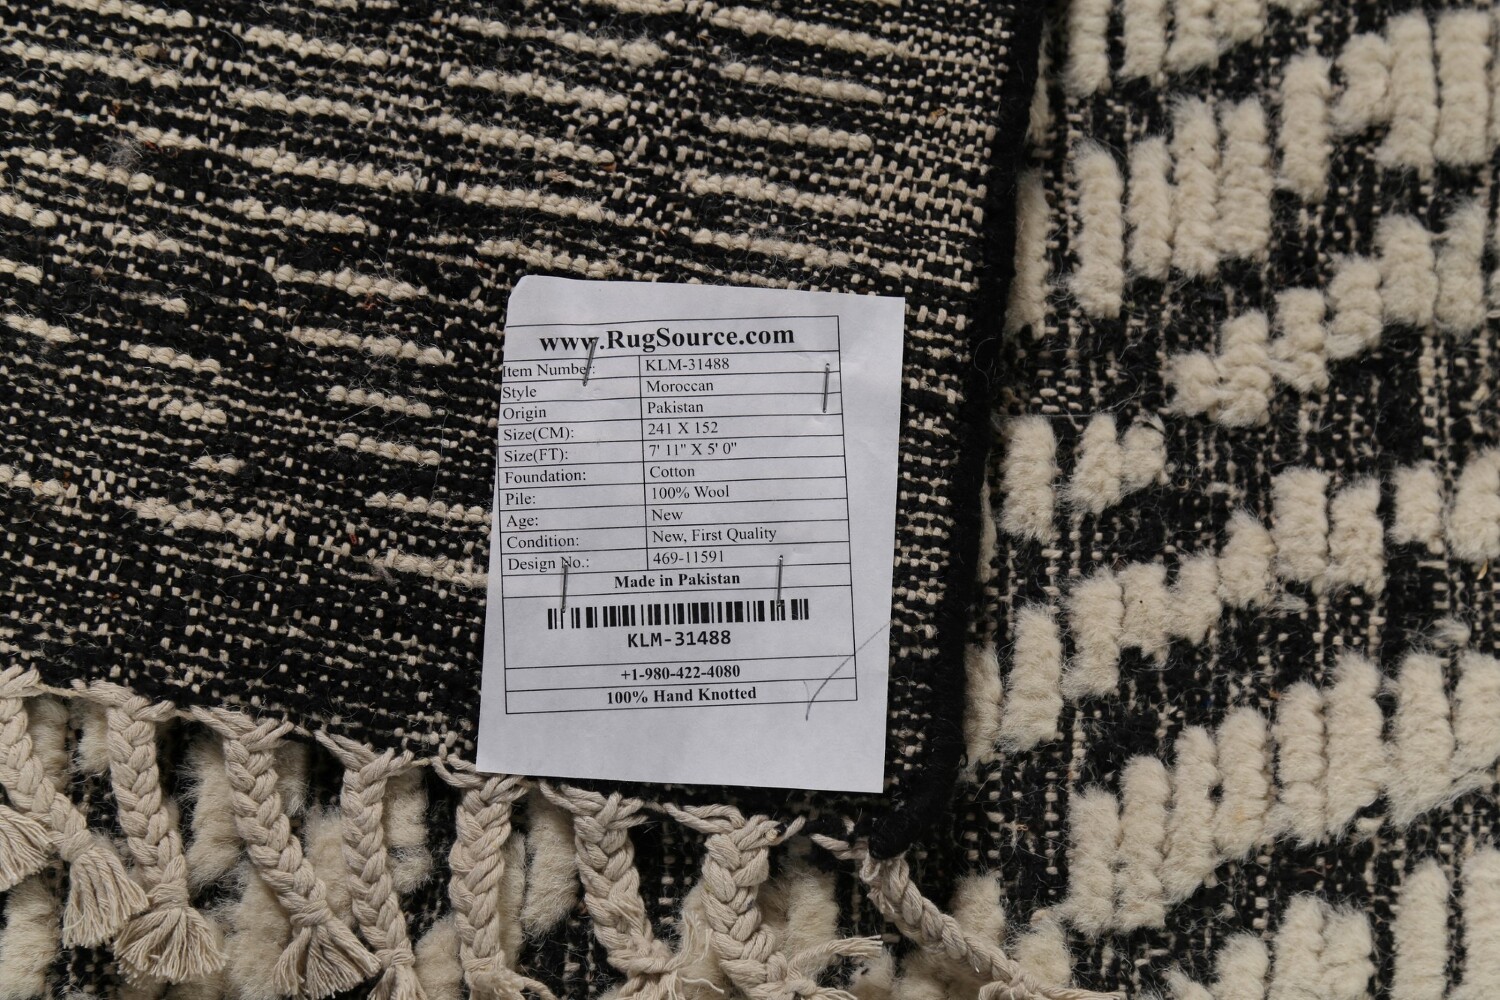 www.RugSource.com
Item Number: KLM-31488
Style Moroccan
Origin Pakistan
Size(CM): 241 X 152
Size(FT): 7' 11" X 5' 0"
Foundation: Cotton
Pile: 100% Wool
Age: New
Condition: New, First Quality
Design No.: 469-11591
Made in Pakistan
KLM-31488
+1-980-422-4080
100% Hand Knotted